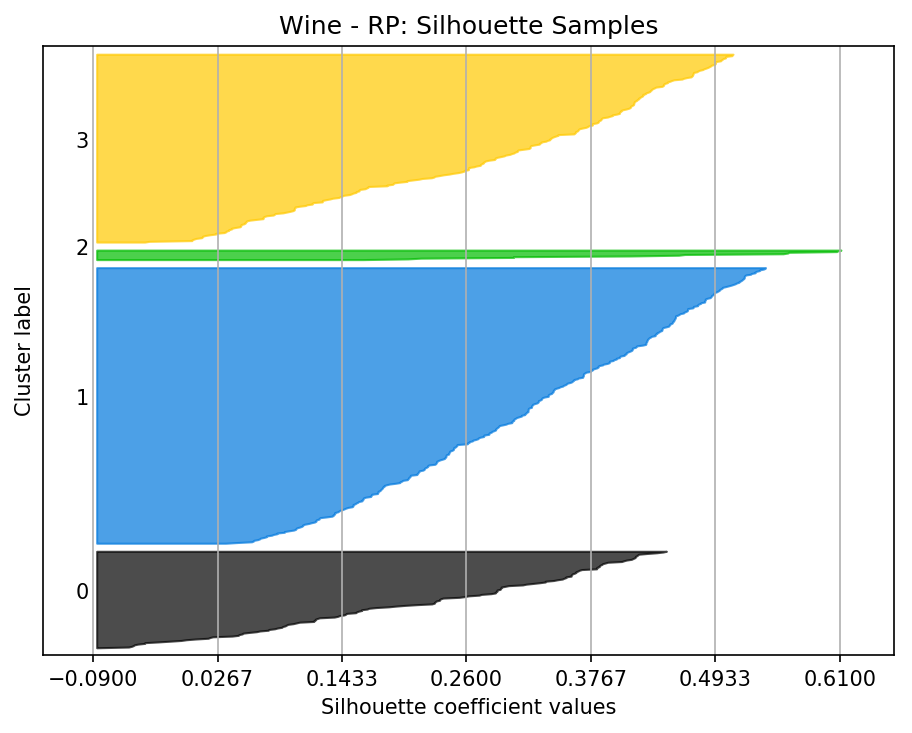 Wine - RP: Silhouette Samples
3
2
1
0
Cluster label
−0.0900 0.0267 0.1433 0.2600 0.3767 0.4933 0.6100
Silhouette coefficient values